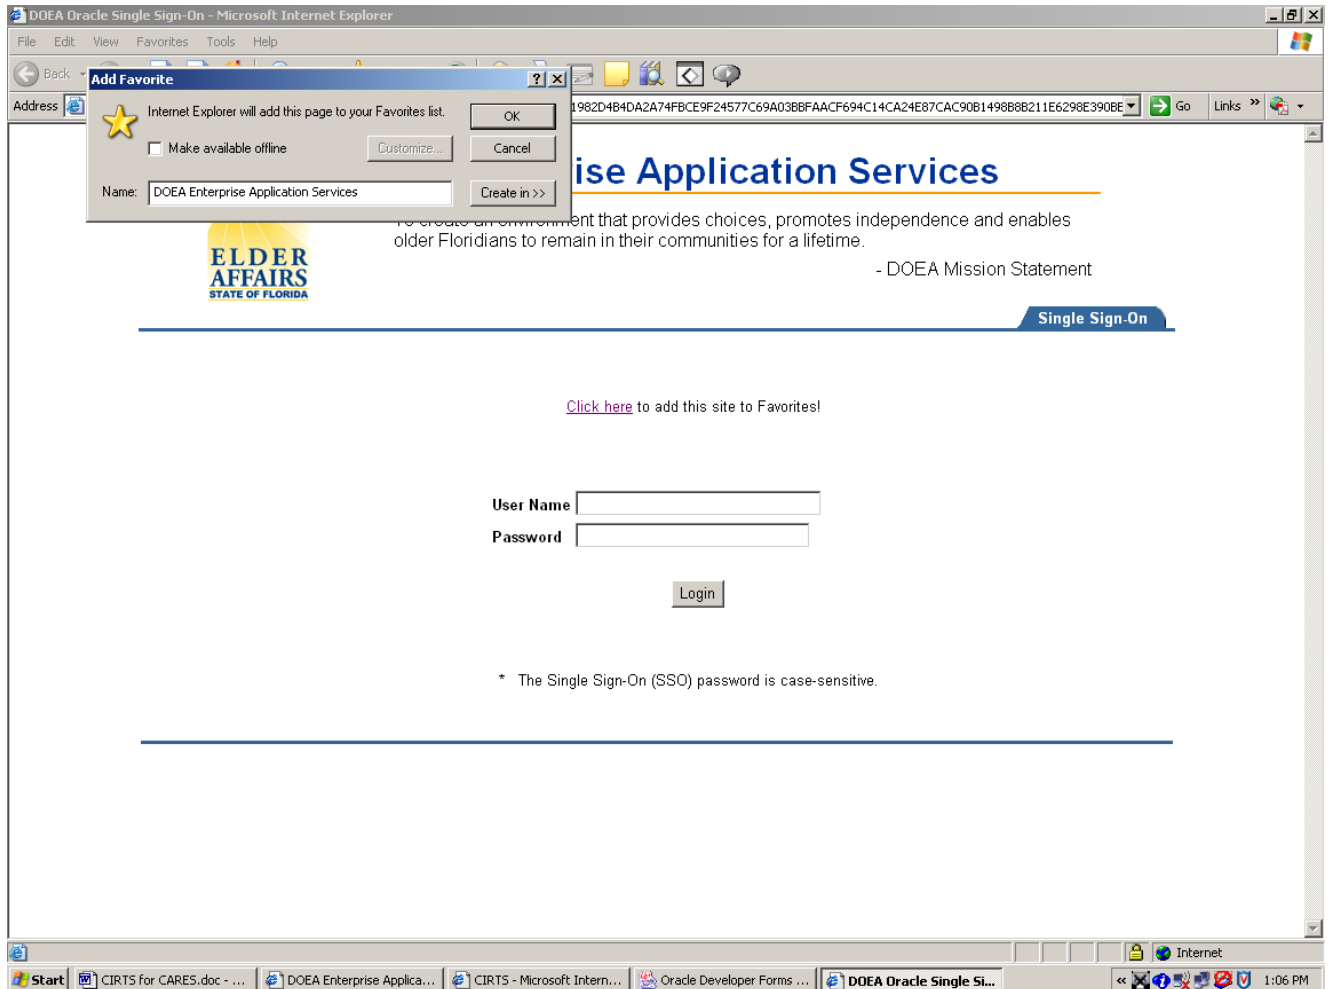 DOEA Oracle Single Sign-On - Microsoft Internet Explorer
File Edit View Favorites Tools Help
Back
Add Favorite
Address
1982D4B4DA2A74FBCE9F24577C69A03BBFAACF694C14CA24E87CAC90B1498B8B211E6298E390BE
Go Links »
Internet Explorer will add this page to your Favorites list.
OK
Make available offline
Customize...
Cancel
Name: DOEA Enterprise Application Services
Create in >>
ise Application Services
To create an environment that provides choices, promotes independence and enables
older Floridians to remain in their communities for a lifetime.
- DOEA Mission Statement
ELDER
AFFAIRS
STATE OF FLORIDA
Single Sign-On
Click here to add this site to Favorites!
User Name
Password
Login
* The Single Sign-On (SSO) password is case-sensitive.
Internet
Start CIRTS for CARES.doc - ... DOEA Enterprise Applica... CIRTS - Microsoft Intern... Oracle Developer Forms ... DOEA Oracle Single Si... « 1:06 PM